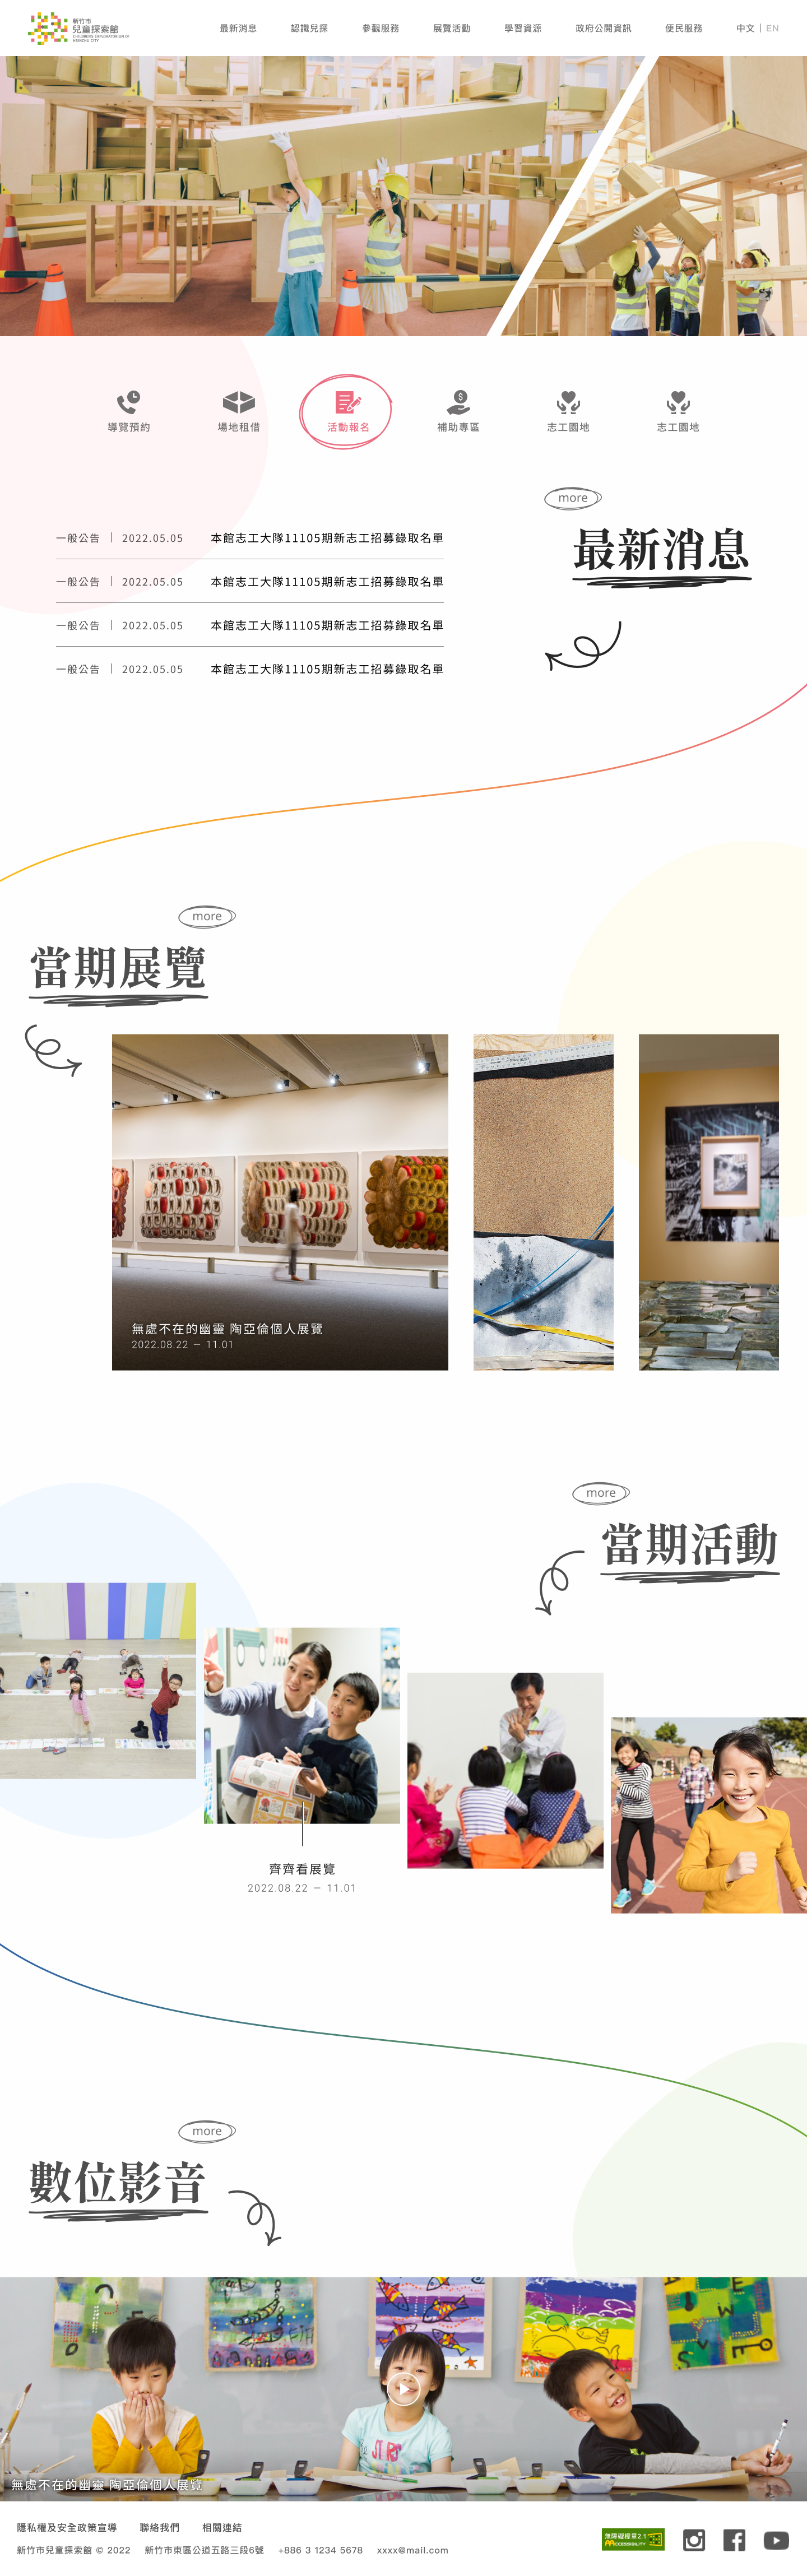 新竹市
兒童探索館
CHILDREN'S EXPLORATORIUM OF
HSINCHU CITY
最新消息 認識兒探 參觀服務 展覽活動 學習資源 政府公開資訊 便民服務 中文 | EN
導覽預約 場地租借 活動報名 補助專區 志工園地 志工園地
more
最新消息
一般公告 | 2022.05.05 本館志工大隊11105期新志工招募錄取名單
一般公告 | 2022.05.05 本館志工大隊11105期新志工招募錄取名單
一般公告 | 2022.05.05 本館志工大隊11105期新志工招募錄取名單
一般公告 | 2022.05.05 本館志工大隊11105期新志工招募錄取名單
more
當期展覽
無處不在的幽靈 陶亞倫個人展覽
2022.08.22 － 11.01
more
當期活動
齊齊看展覽
2022.08.22 － 11.01
more
數位影音
無處不在的幽靈 陶亞倫個人展覽
隱私權及安全政策宣導 聯絡我們 相關連結
新竹市兒童探索館 © 2022 新竹市東區公道五路三段6號 +886 3 1234 5678 xxxx@mail.com
無障礙標章2.1
AACCESSIBILITY